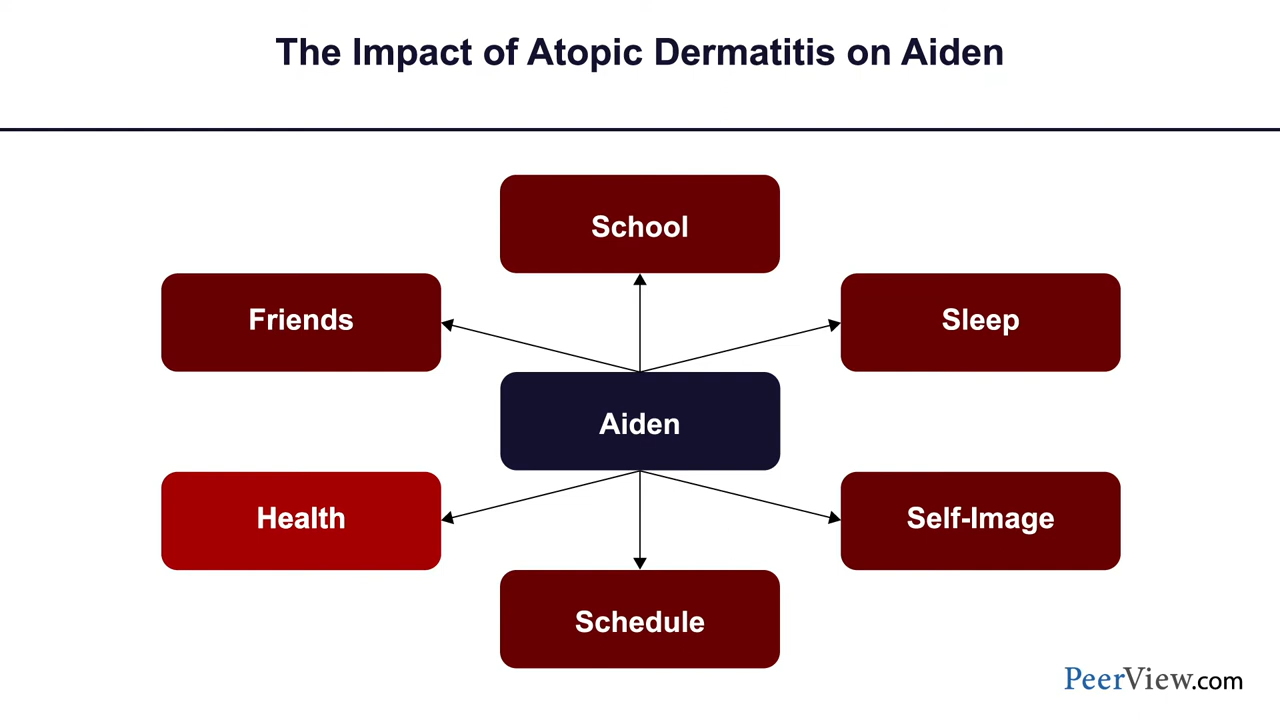 The Impact of Atopic Dermatitis on Aiden
School
Friends
Sleep
Aiden
Health
Self-Image
Schedule
PeerView.com